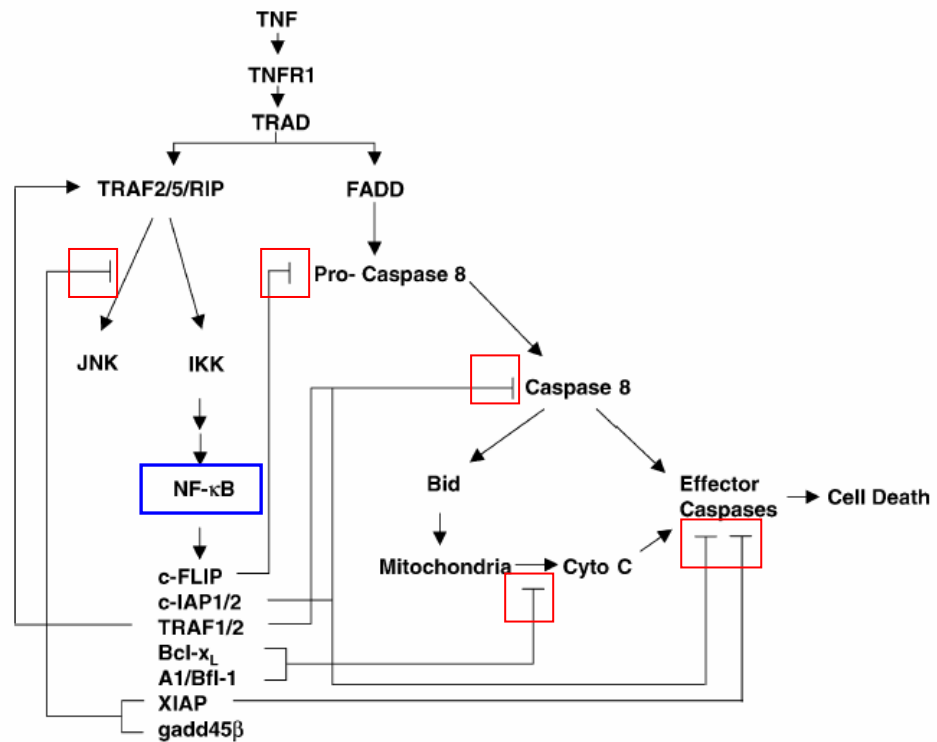 TNF
TNFR1
TRAD
TRAF2/5/RIP
FADD
Pro- Caspase 8
JNK
IKK
Caspase 8
NF-κB
Bid
Effector
Caspases
Cell Death
Mitochondria
Cyto C
c-FLIP
c-IAP1/2
TRAF1/2
Bcl-xL
A1/Bfl-1
XIAP
gadd45β